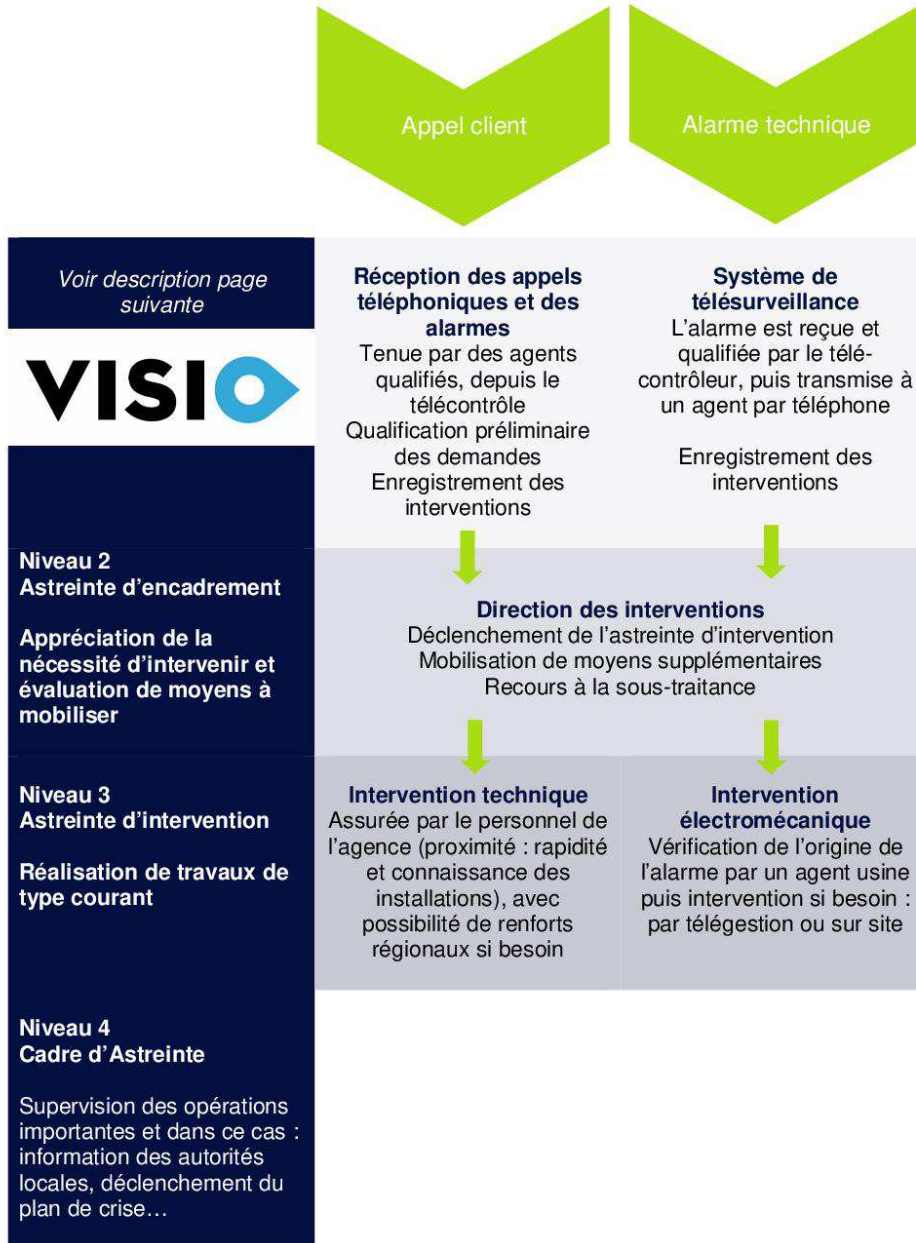 Appel client
Alarme technique
Voir description page
suivante
VISIO
Réception des appels
téléphoniques et des
alarmes
Tenue par des agents
qualifiés, depuis le
télécontrôle
Qualification préliminaire
des demandes
Enregistrement des
interventions
Système de
télésurveillance
L'alarme est reçue et
qualifiée par le télé-
contrôleur, puis transmise à
un agent par téléphone
Enregistrement des
interventions
Niveau 2
Astreinte d'encadrement
Appréciation de la
nécessité d'intervenir et
évaluation de moyens à
mobiliser
Direction des interventions
Déclenchement de l'astreinte d'intervention
Mobilisation de moyens supplémentaires
Recours à la sous-traitance
Niveau 3
Astreinte d'intervention
Réalisation de travaux de
type courant
Intervention technique
Assurée par le personnel de
l'agence (proximité : rapidité
et connaissance des
installations), avec
possibilité de renforts
régionaux si besoin
Intervention
électromécanique
Vérification de l'origine de
l'alarme par un agent usine
puis intervention si besoin :
par télégestion ou sur site
Niveau 4
Cadre d'Astreinte
Supervision des opérations
importantes et dans ce cas :
information des autorités
locales, déclenchement du
plan de crise…